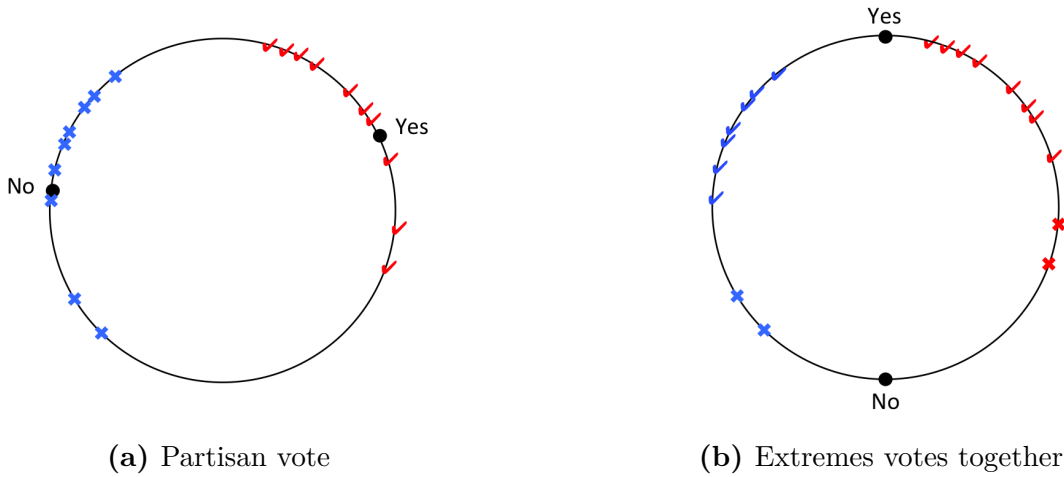 Yes
No
(a) Partisan vote
Yes
No
(b) Extremes votes together